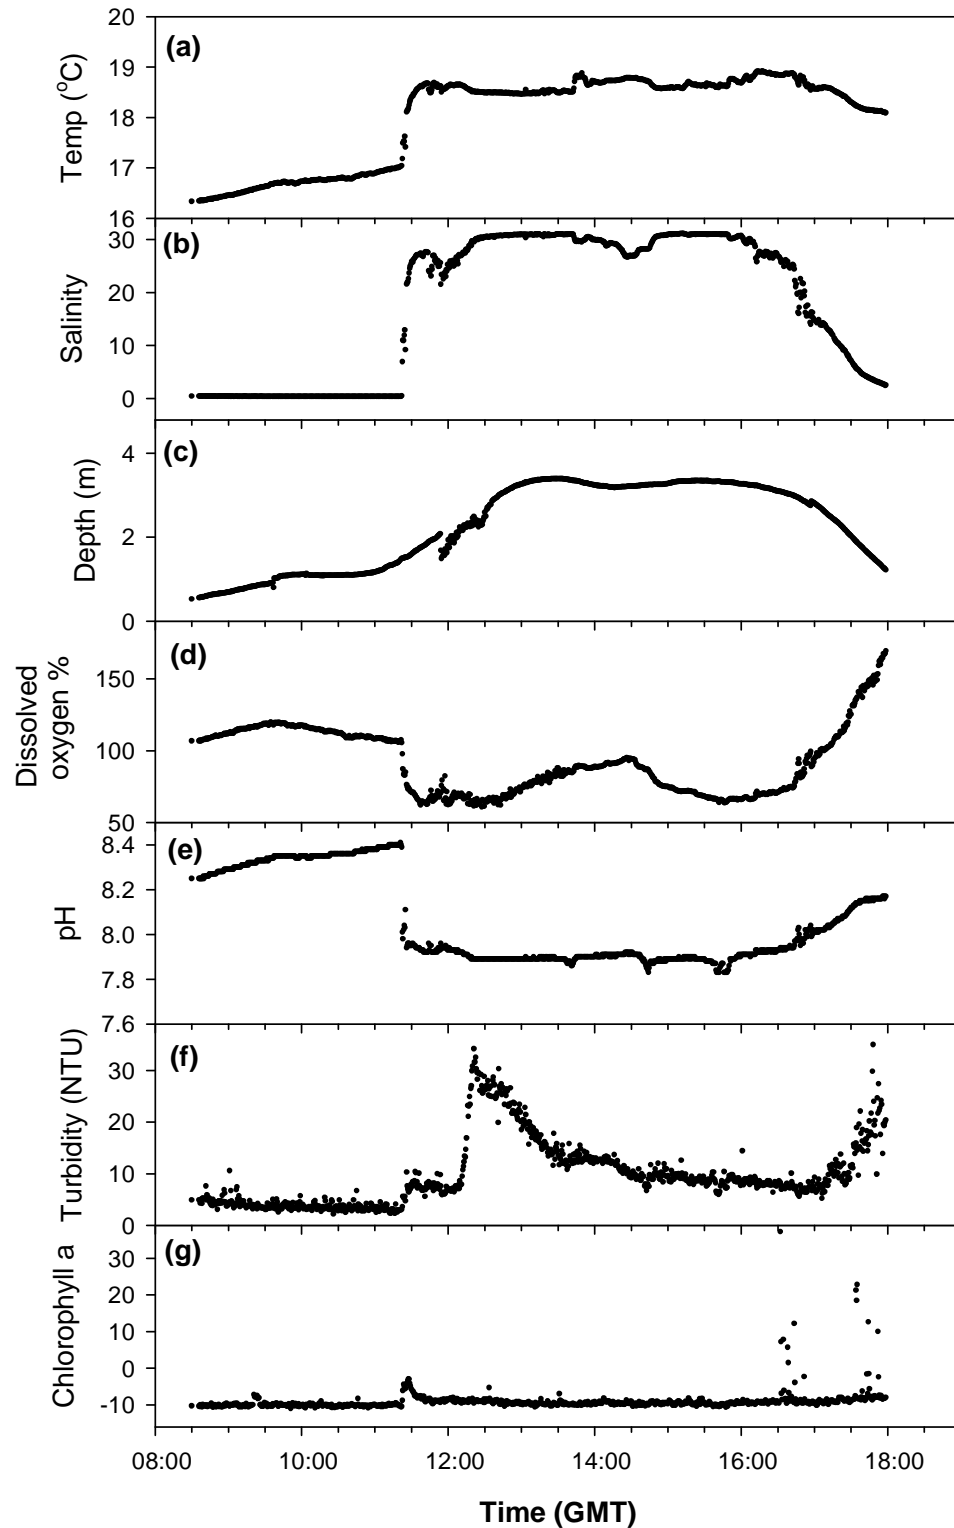 20
(a)
19
18
17
16
Temp (°C)
30
(b)
20
10
0
Salinity
4
(c)
2
0
Depth (m)
(d)
150
100
50
Dissolved
oxygen %
8.4
(e)
8.2
8.0
7.8
7.6
pH
(f)
30
20
10
0
Turbidity (NTU)
(g)
30
20
10
0
-10
Chlorophyll a
08:00 10:00 12:00 14:00 16:00 18:00
Time (GMT)